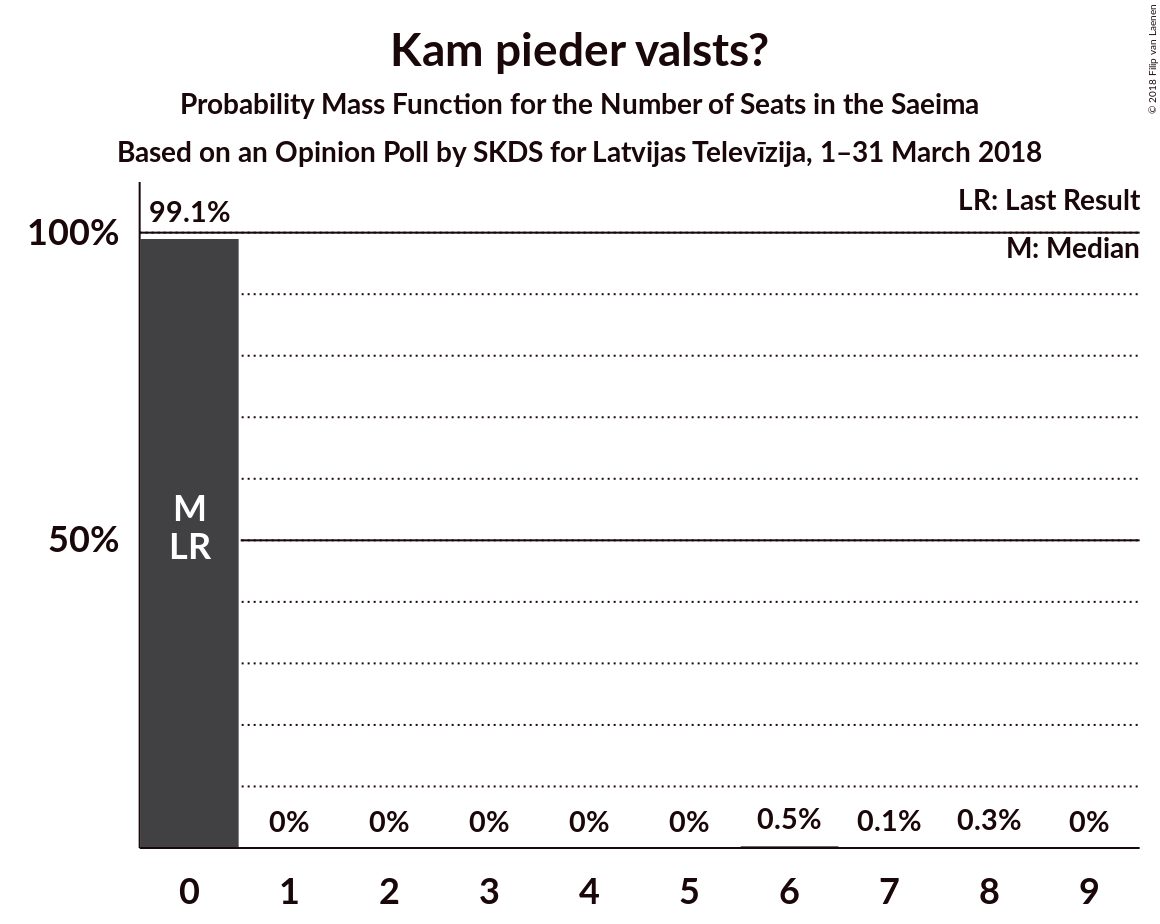 Kam pieder valsts?
Probability Mass Function for the Number of Seats in the Saeima
Based on an Opinion Poll by SKDS for Latvijas Televīzija, 1–31 March 2018
© 2018 Filip van Laenen
LR: Last Result
M: Median
99.1%
100%
50%
M
LR
0% 0% 0% 0% 0% 0.5% 0.1% 0.3% 0%
0 1 2 3 4 5 6 7 8 9